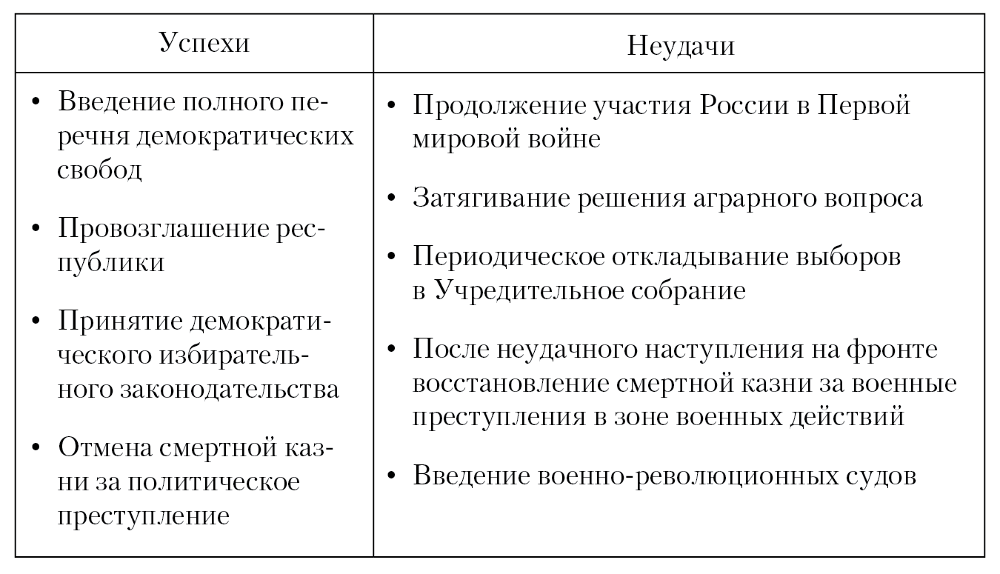 Успехи
Неудачи
• Введение полного пе-
речня демократических
свобод
• Провозглашение рес-
публики
• Принятие демократи-
ческого избиратель-
ного законодательства
• Отмена смертной каз-
ни за политическое
преступление
• Продолжение участия России в Первой
мировой войне
• Затягивание решения аграрного вопроса
• Периодическое откладывание выборов
в Учредительное собрание
• После неудачного наступления на фронте
восстановление смертной казни за военные
преступления в зоне военных действий
• Введение военно-революционных судов